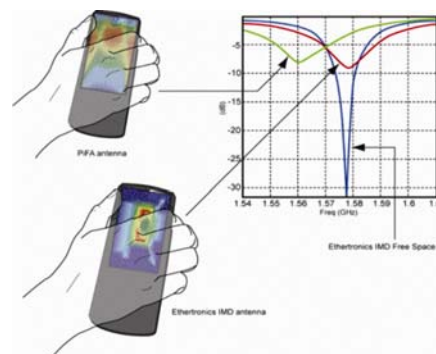 PiFA antenna
Ethertronics IMD antenna
(dB)
-5
-10
-15
-20
-25
-30
1.54 1.55 1.56 1.57 1.58 1.59 1.6
Freq (GHz)
Ethertronics IMD Free Space